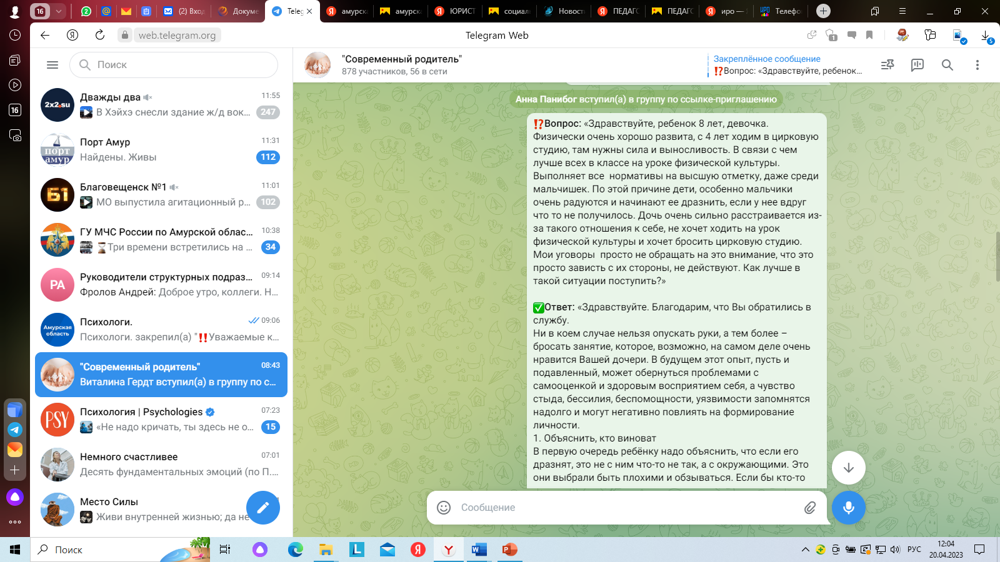 16
2
(2) Вход
Докуме
Teleg
амурска
амурск
ЮРИСТ
социал
Новост
ПЕДАГО
ПЕДАГ
иро —
Телефо
web.telegram.org
Telegram Web
1
5
Поиск
"Современный родитель"
878 участников, 56 в сети
Закреплённое сообщение
⁉️Вопрос: «Здравствуйте, ребенок...
16
2x2.su
Дважды два
11:55
В Хэйхэ снесли здание ж/д вок...
247
порт
амур
Порт Амур
11:31
Найдены. Живы
112
Б1
Благовещенск №1
11:01
МО выпустила агитационный р...
102
ГУ МЧС России по Амурской облас...
10:38
⏳Три времени встретились на ...
34
РА
Руководители структурных подраз...
09:14
Фролов Андрей: Доброе утро, коллеги. Н...
Амурская
область
Психологи.
09:06
Психологи. закрепил(а) "‼️Уважаемые к...
"Современный родитель"
08:43
Виталина Гердт вступил(а) в группу по с...
PSY
Психология | Psychologies
07:23
«Не надо кричать, ты здесь не о...
15
Немного счастливее
07:01
Десять фундаментальных эмоций (по П....
Место Силы
Живи внутренней жизнью; да не
Анна Панибог вступил(а) в группу по ссылке-приглашению
⁉️Вопрос: «Здравствуйте, ребенок 8 лет, девочка.
Физически очень хорошо развита, с 4 лет ходим в цирковую
студию, там нужны сила и выносливость. В связи с чем
лучше всех в классе на уроке физической культуры.
Выполняет все  нормативы на высшую отметку, даже среди
мальчишек. По этой причине дети, особенно мальчики
очень радуются и начинают ее дразнить, если у нее вдруг
что то не получилось. Дочь очень сильно расстраивается из-
за такого отношения к себе, не хочет ходить на урок
физической культуры и хочет бросить цирковую студию.
Мои уговоры  просто не обращать на это внимание, что это
просто зависть с их стороны, не действуют. Как лучше в
такой ситуации поступить?»
✅Ответ: «Здравствуйте. Благодарим, что Вы обратились в
службу.
Ни в коем случае нельзя опускать руки, а тем более –
бросать занятие, которое, возможно, на самом деле очень
нравится Вашей дочери. В будущем этот опыт, пусть и
подавленный, может обернуться проблемами с
самооценкой и здоровым восприятием себя, а чувство
стыда, бессилия, беспомощности, уязвимости запомнятся
надолго и могут негативно повлиять на формирование
личности.
1. Объяснить, кто виноват
В первую очередь ребёнку надо объяснить, что если его
дразнят, это не с ним что-то не так, а с окружающими. Это
они выбрали быть плохими и обзываться. Если бы кто-то
Сообщение
Поиск
РУС
12:04
20.04.2023